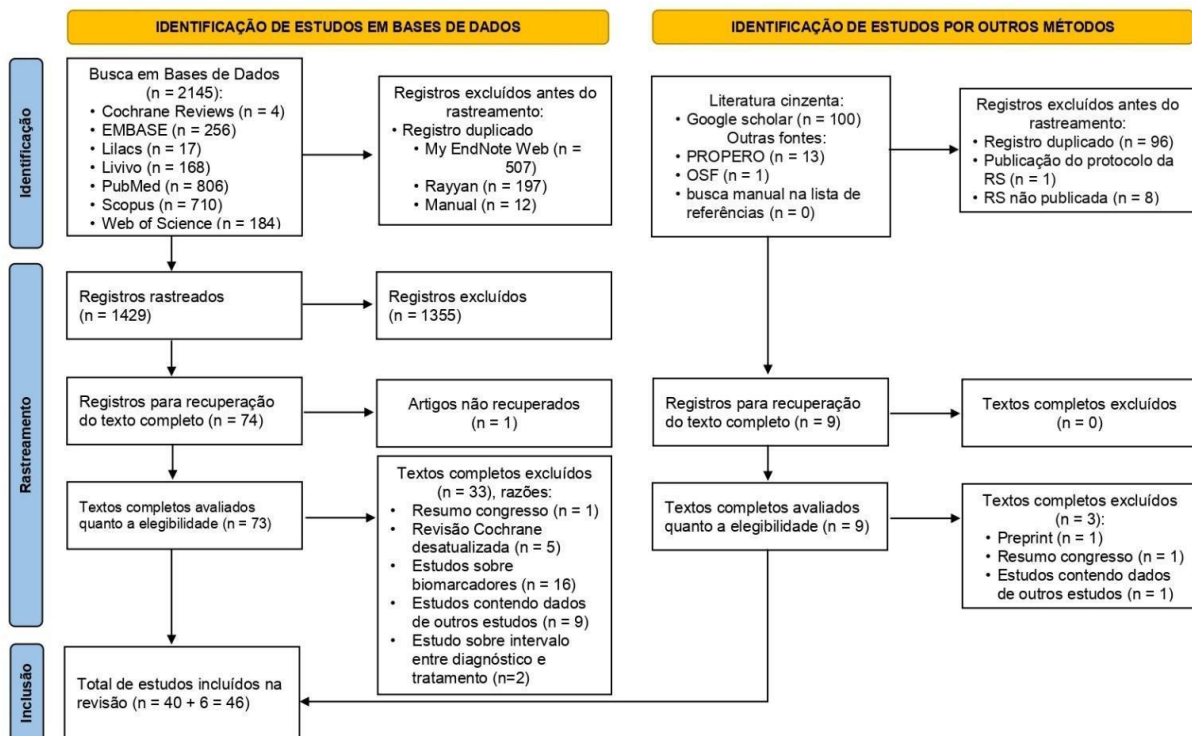 IDENTIFICAÇÃO DE ESTUDOS EM BASES DE DADOS
IDENTIFICAÇÃO DE ESTUDOS POR OUTROS MÉTODOS
Identificação
Busca em Bases de Dados
(n = 2145):
• Cochrane Reviews (n = 4)
• EMBASE (n = 256)
• Lilacs (n = 17)
• Livivo (n = 168)
• PubMed (n = 806)
• Scopus (n = 710)
• Web of Science (n = 184)
Registros excluídos antes do
rastreamento:
• Registro duplicado
• My EndNote Web (n =
507)
• Rayyan (n = 197)
• Manual (n = 12)
Literatura cinzenta:
• Google scholar (n = 100)
Outras fontes:
• PROPERO (n = 13)
• OSF (n = 1)
• busca manual na lista de
referências (n = 0)
Registros excluídos antes do
rastreamento:
• Registro duplicado (n = 96)
• Publicação do protocolo da
RS (n = 1)
• RS não publicada (n = 8)
Rastreamento
Registros rastreados
(n = 1429)
Registros excluídos
(n = 1355)
Registros para recuperação
do texto completo (n = 74)
Artigos não recuperados
(n = 1)
Registros para recuperação
do texto completo (n = 9)
Textos completos excluídos
(n = 0)
Textos completos avaliados
quanto a elegibilidade (n = 73)
Textos completos excluídos
(n = 33), razões:
• Resumo congresso (n = 1)
• Revisão Cochrane
desatualizada (n = 5)
• Estudos sobre
biomarcadores (n = 16)
• Estudos contendo dados
de outros estudos (n = 9)
• Estudo sobre intervalo
entre diagnóstico e
tratamento (n=2)
Textos completos avaliados
quanto a elegibilidade (n = 9)
Textos completos excluídos
(n = 3):
• Preprint (n = 1)
• Resumo congresso (n = 1)
• Estudos contendo dados
de outros estudos (n = 1)
Inclusão
Total de estudos incluídos na
revisão (n = 40 + 6 = 46)